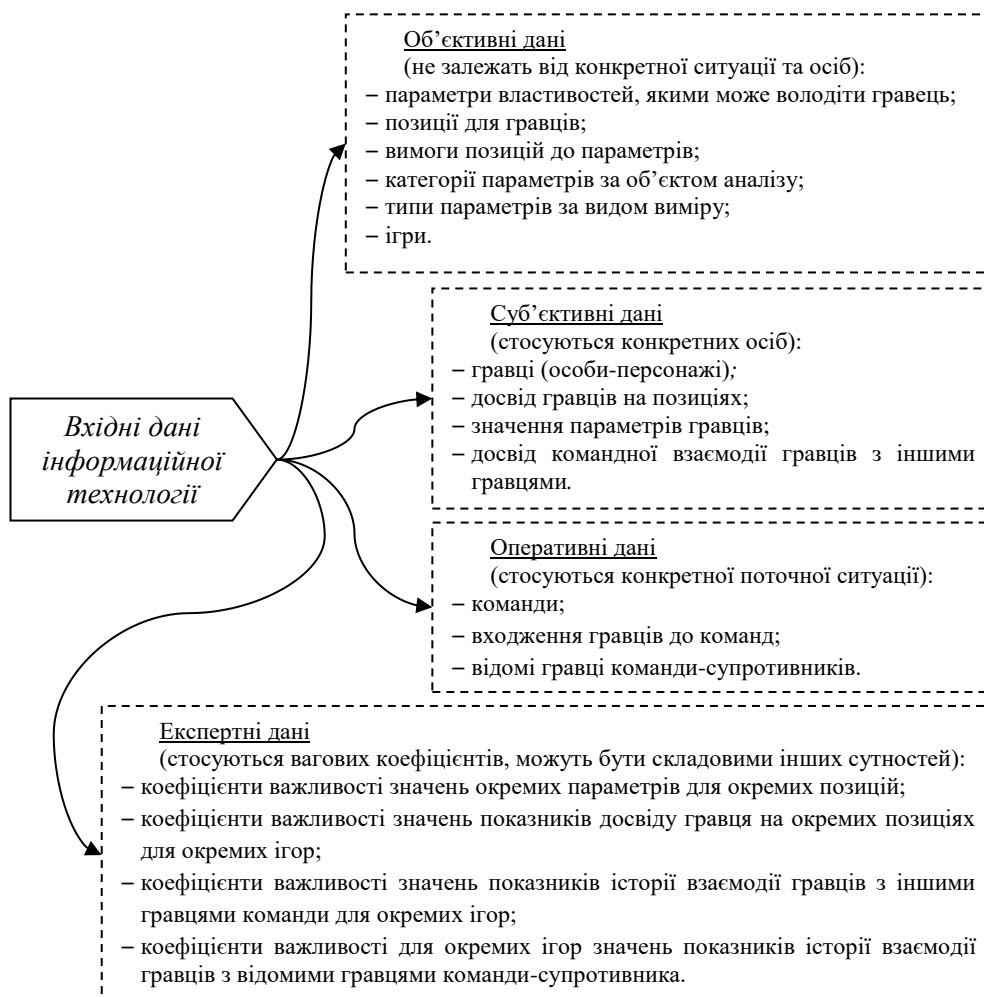 Об’єктивні дані
(не залежать від конкретної ситуації та осіб):
– параметри властивостей, якими може володіти гравець;
– позиції для гравців;
– вимоги позицій до параметрів;
– категорії параметрів за об’єктом аналізу;
– типи параметрів за видом виміру;
– ігри.
Суб’єктивні дані
(стосуються конкретних осіб):
– гравці (особи-персонажі);
– досвід гравців на позиціях;
– значення параметрів гравців;
– досвід командної взаємодії гравців з іншими
гравцями.
Вхідні дані
інформаційної
технології
Оперативні дані
(стосуються конкретної поточної ситуації):
– команди;
– входження гравців до команд;
– відомі гравці команди-супротивників.
Експертні дані
(стосуються вагових коефіцієнтів, можуть бути складовими інших сутностей):
– коефіцієнти важливості значень окремих параметрів для окремих позицій;
– коефіцієнти важливості значень показників досвіду гравця на окремих позиціях
для окремих ігор;
– коефіцієнти важливості значень показників історії взаємодії гравців з іншими
гравцями команди для окремих ігор;
– коефіцієнти важливості для окремих ігор значень показників історії взаємодії
гравців з відомими гравцями команди-супротивника.